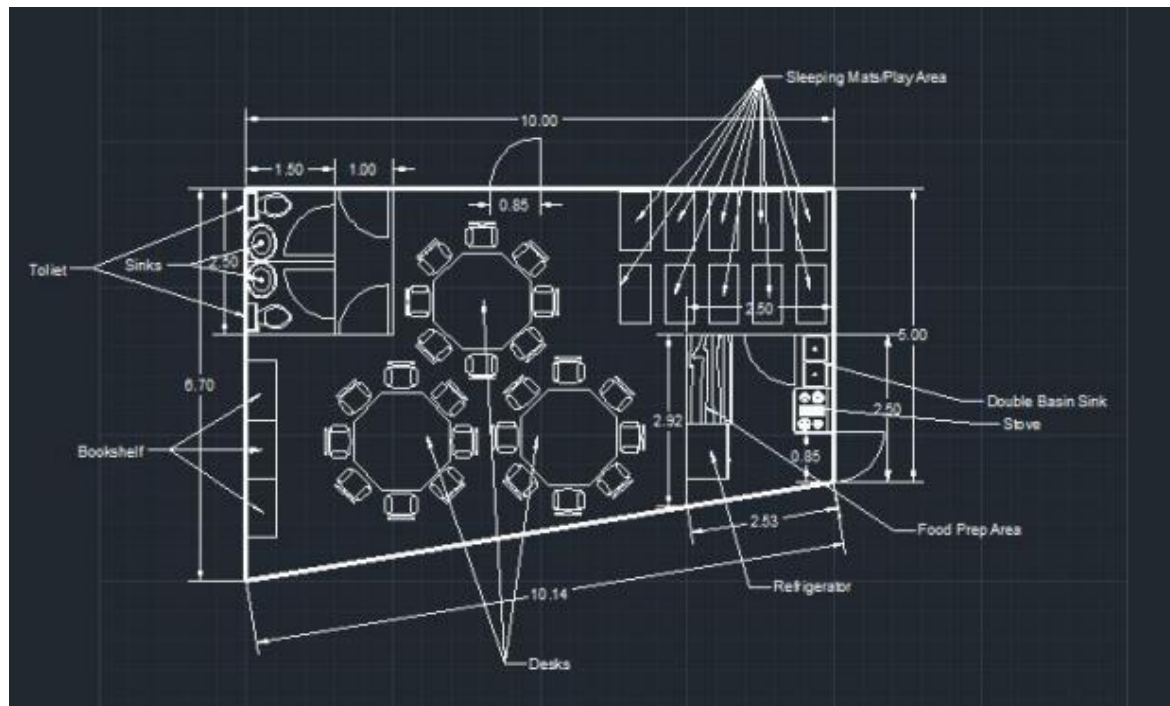 Sleeping Mats/Play Area
10.00
1.50
1.00
0.85
Toliet
Sinks
2.50
2.50
5.00
6.70
Double Basin Sink
2.92
2.50
Stove
Bookshelf
0.85
2.53
Food Prep Area
Refrigerator
10.14
Desks